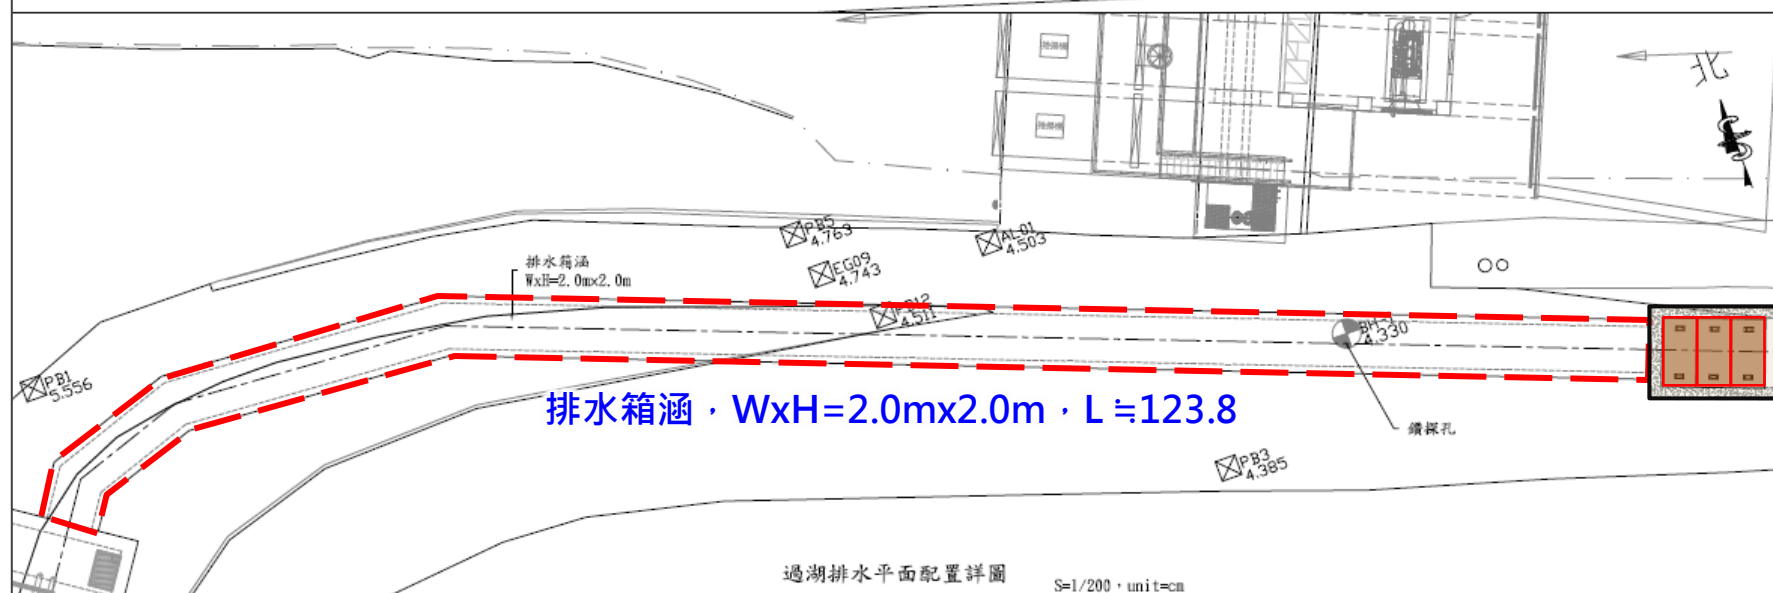 北
PB5
4.763
AL01
4.503
EG09
4.743
排水箱涵
WxH=2.0mx2.0m
4.511
4.330
PB1
5.556
排水箱涵,WxH=2.0mx2.0m,L≒123.8
鑽探孔
PB3
4.385
過湖排水平面配置詳圖
S=1/200,unit=cm